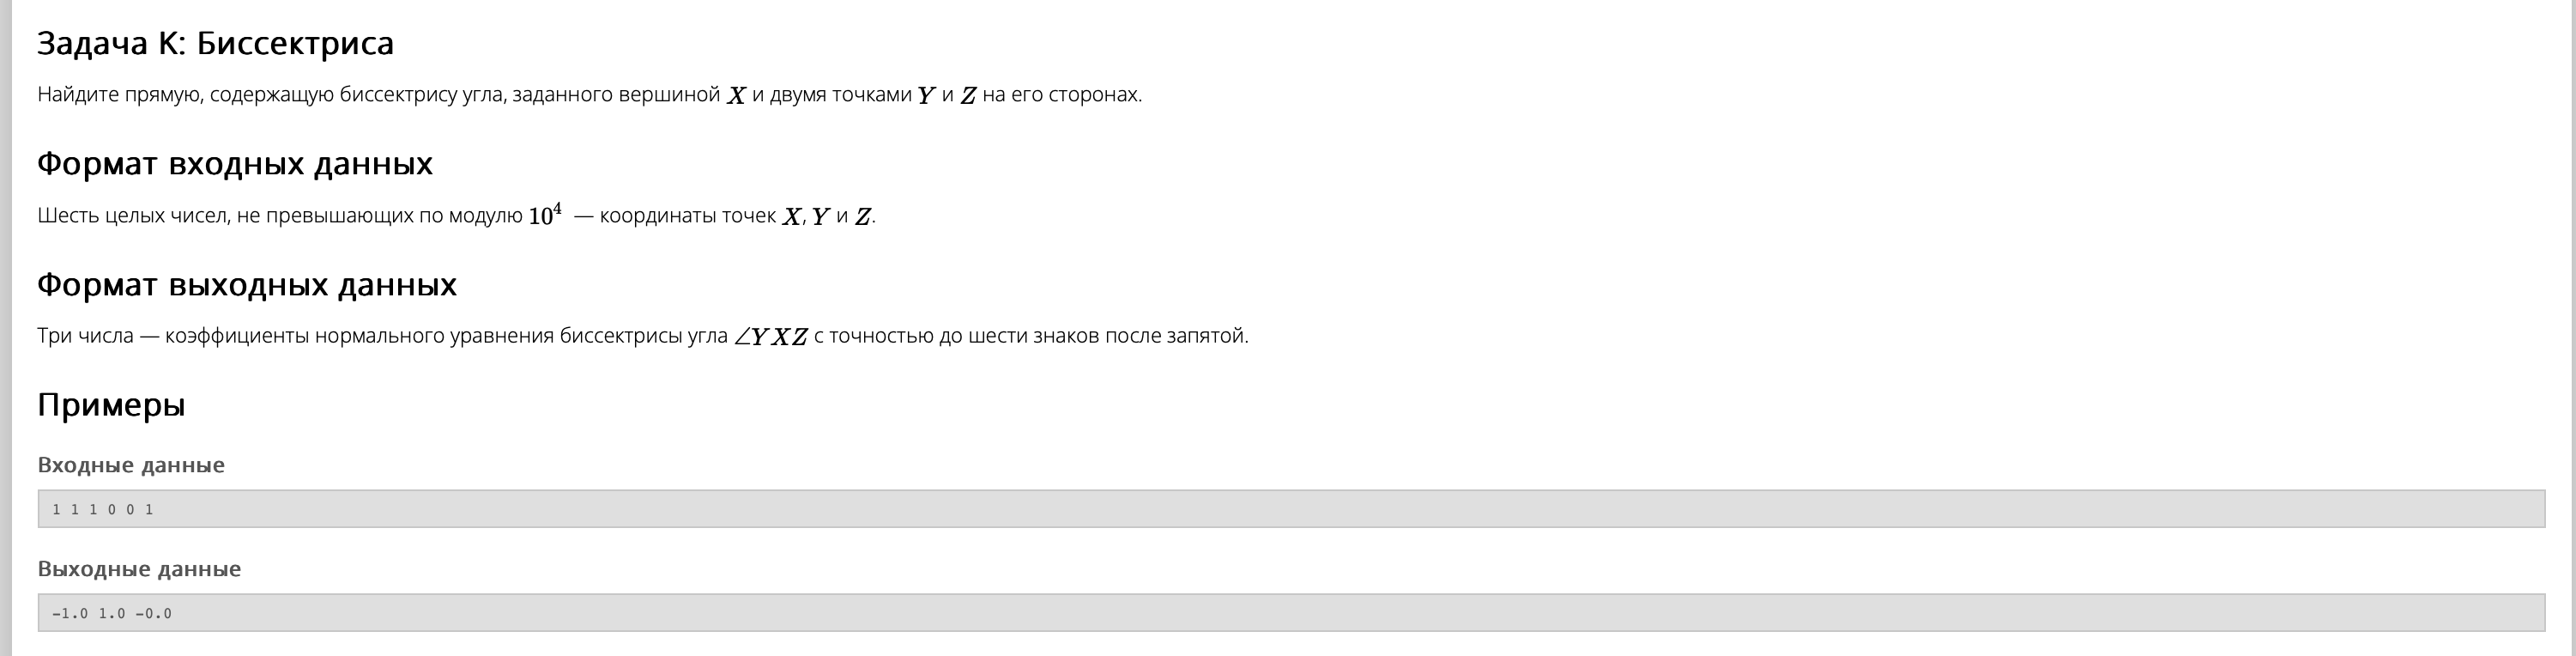 Задача K: Биссектриса
Найдите прямую, содержащую биссектрису угла, заданного вершиной X и двумя точками Y и Z на его сторонах.
Формат входных данных
Шесть целых чисел, не превышающих по модулю 10⁴ — координаты точек X, Y и Z.
Формат выходных данных
Три числа — коэффициенты нормального уравнения биссектрисы угла ∠YXZ с точностью до шести знаков после запятой.
Примеры
Входные данные
1 1 1 0 0 1
Выходные данные
-1.0 1.0 -0.0